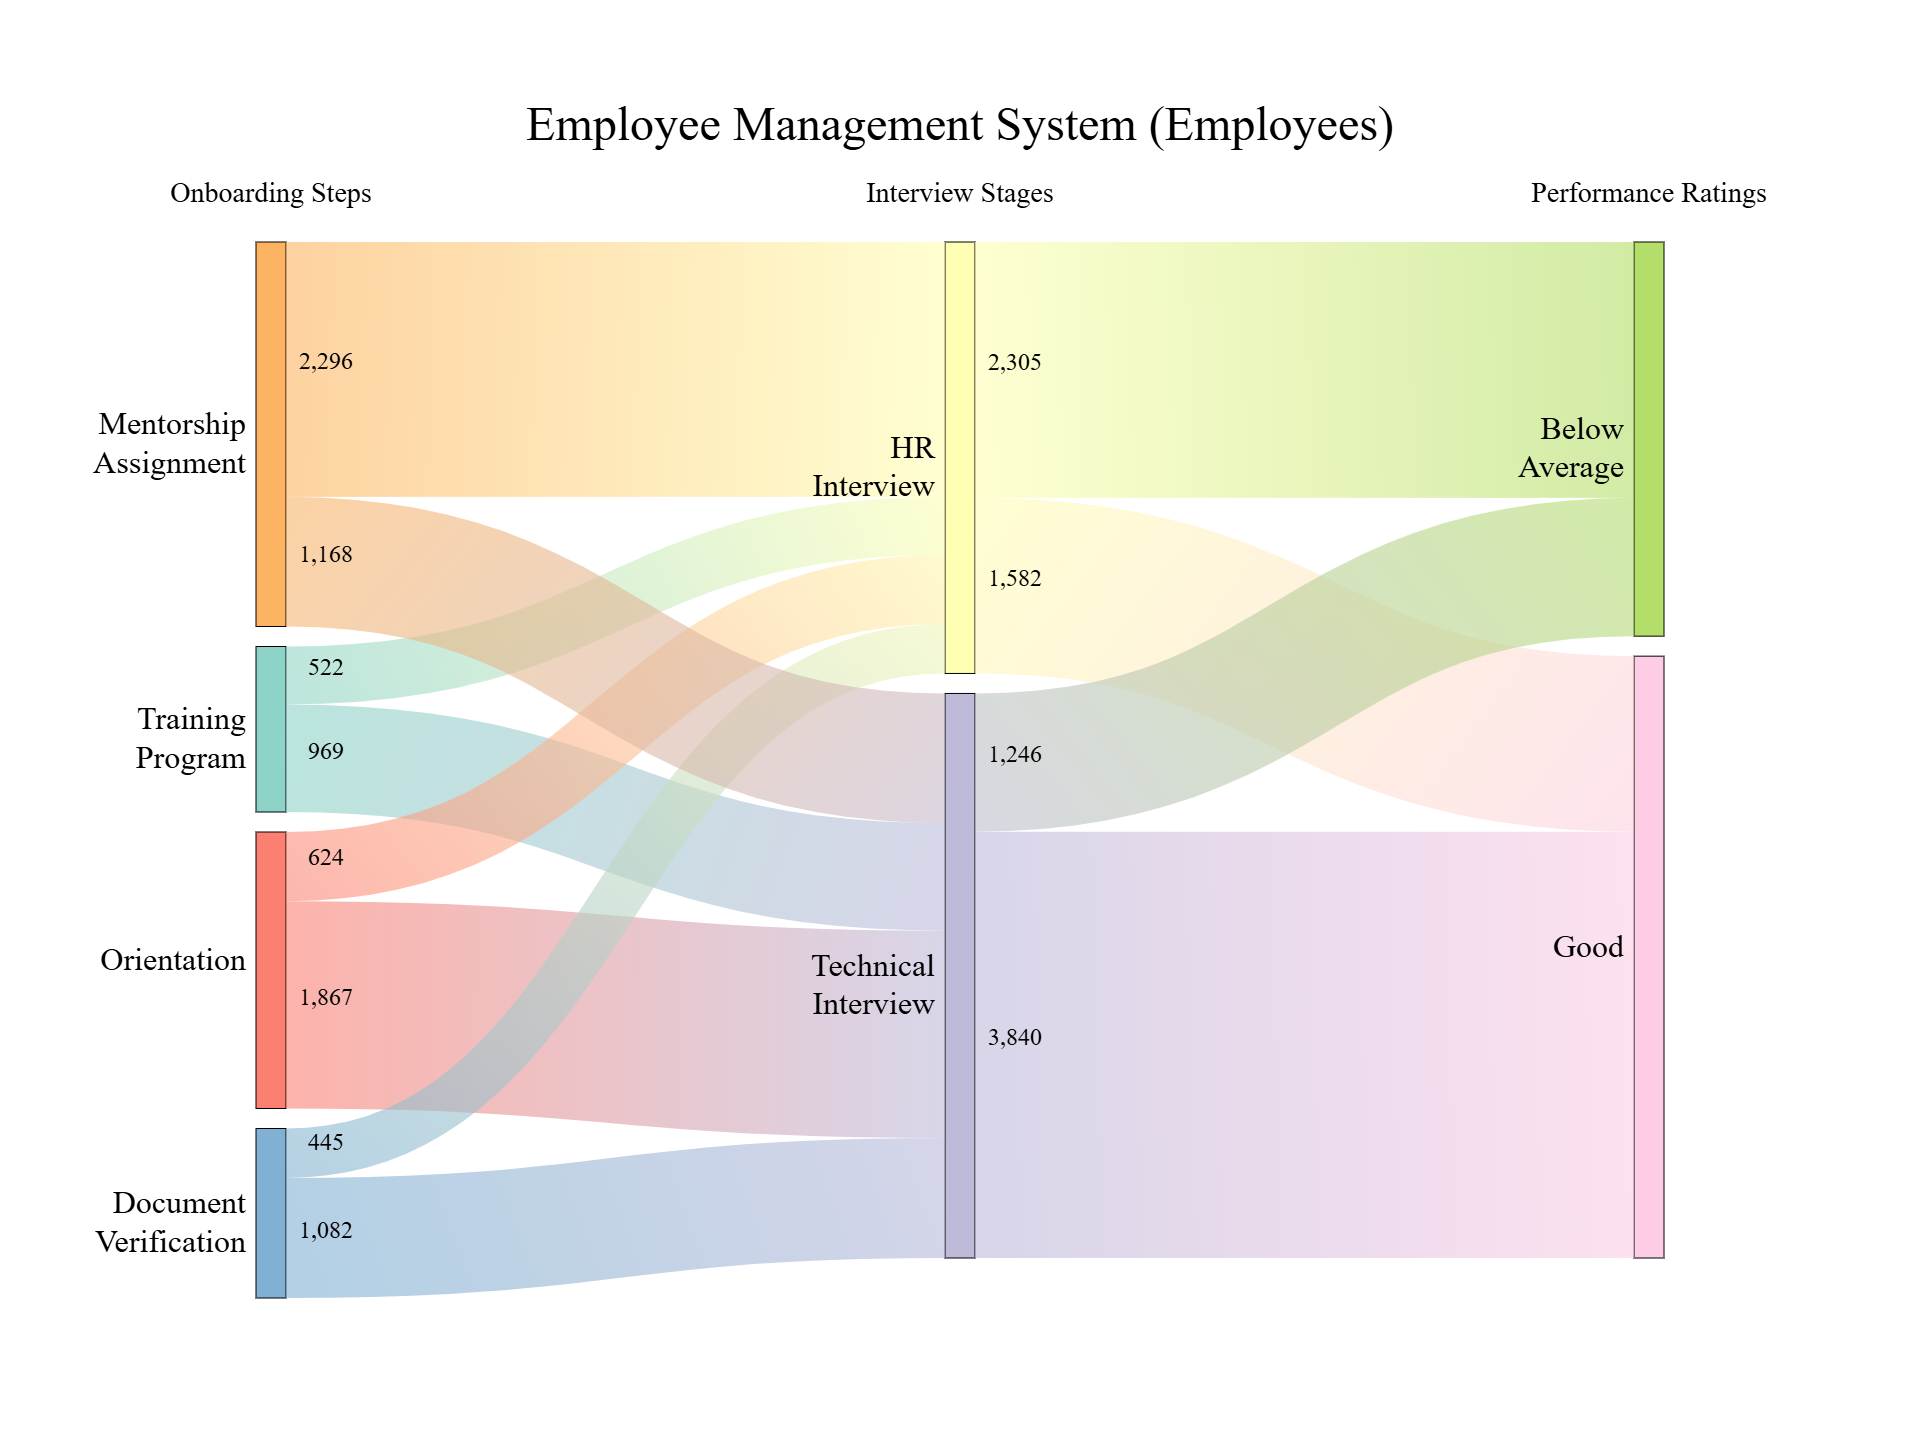 Employee Management System (Employees)
Onboarding Steps
Interview Stages
Performance Ratings
2,296
1,168
Mentorship
Assignment
522
969
Training
Program
624
1,867
Orientation
445
1,082
Document
Verification
HR
Interview
2,305
1,582
Technical
Interview
1,246
3,840
Below
Average
Good